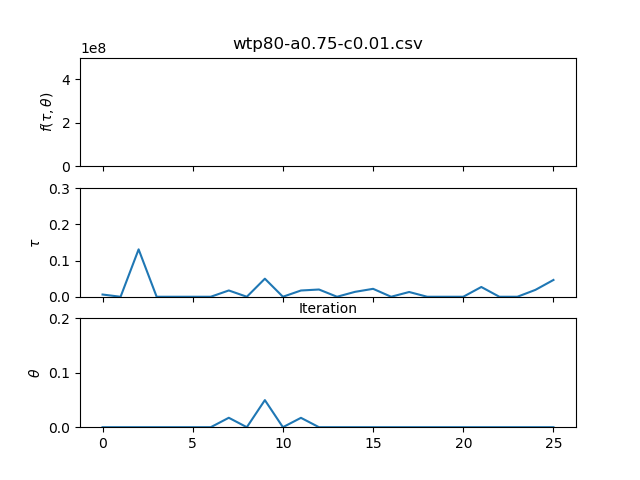 wtp80-a0.75-c0.01.csv
1e8
4
2
0
f(τ, θ)
0.3
0.2
0.1
0.0
τ
Iteration
0.2
0.1
0.0
θ
0 5 10 15 20 25